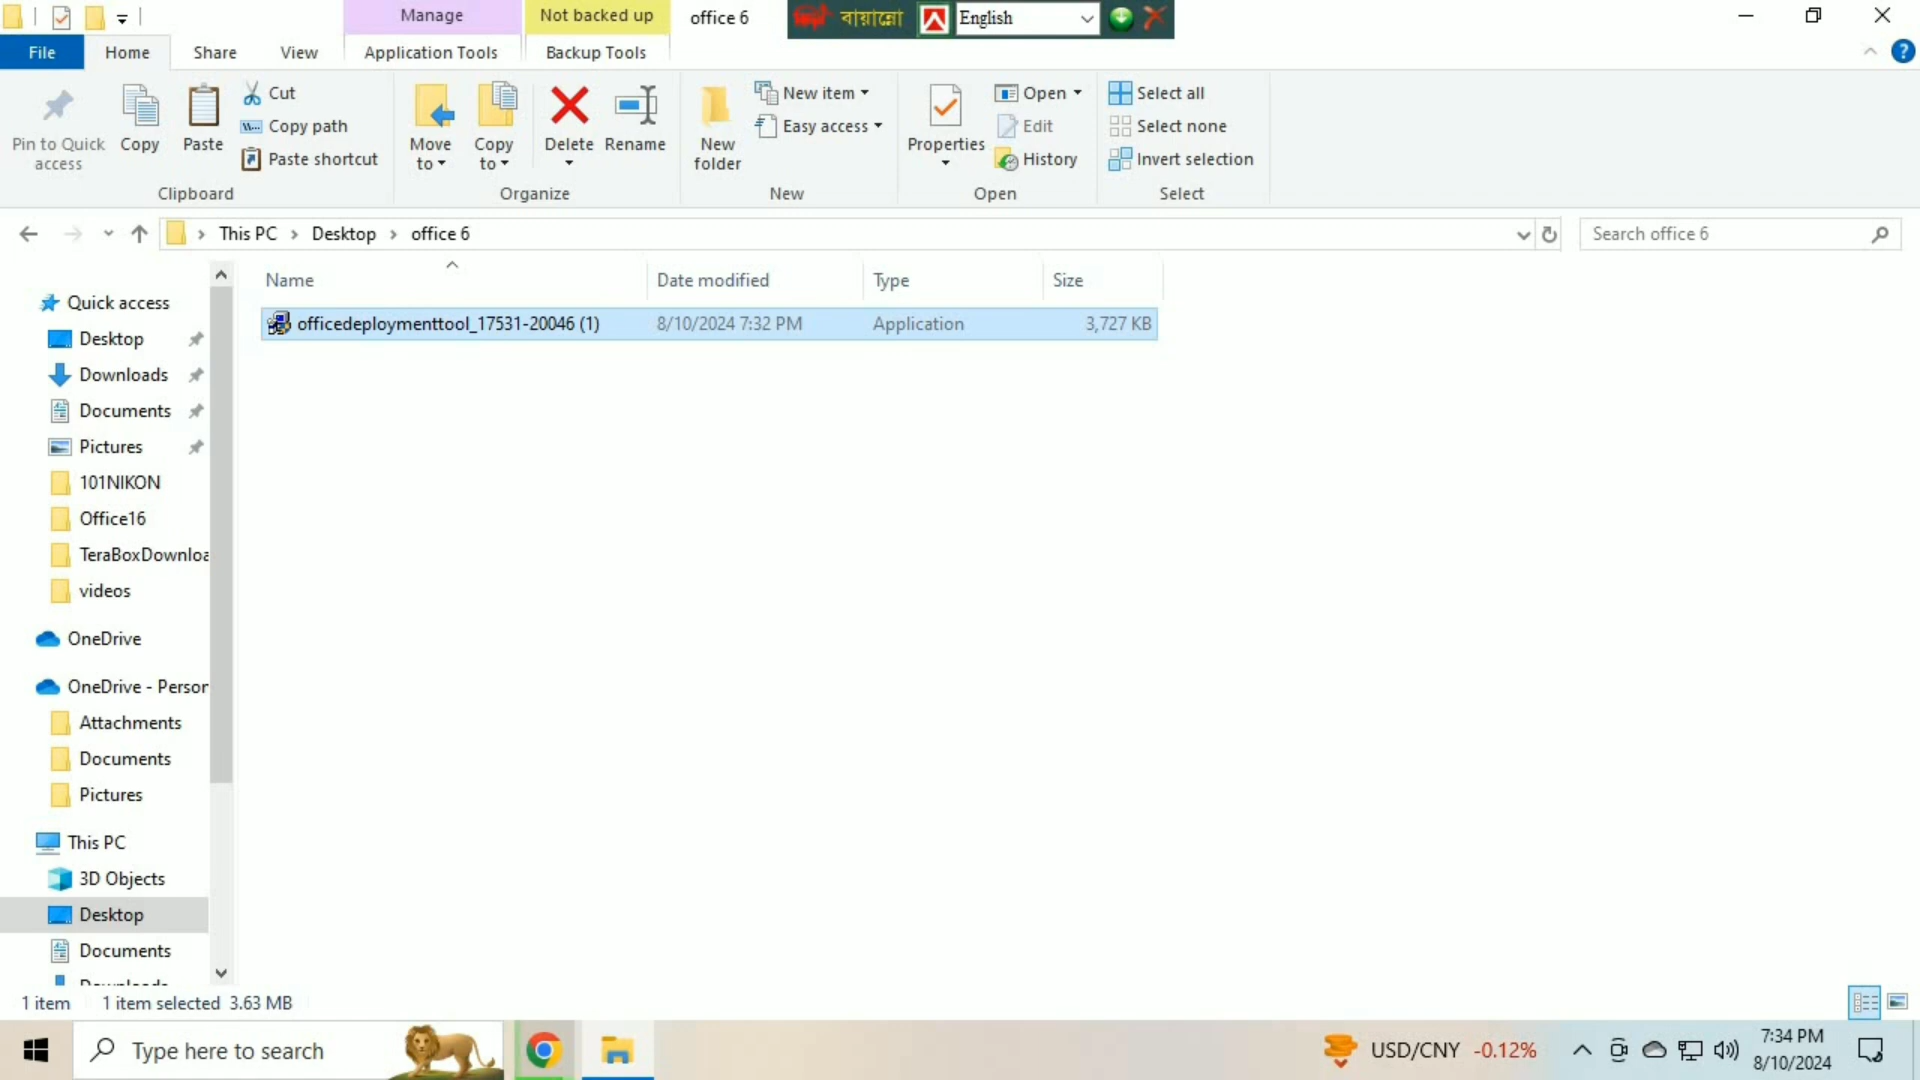 Manage
Not backed up
office 6
বায়ান্নো
English
File
Home
Share
View
Application Tools
Backup Tools
Pin to Quick access
Copy
Paste
Cut
Copy path
Paste shortcut
Clipboard
Move to
Copy to
Delete
Rename
Organize
New folder
New item
Easy access
New
Properties
Open
Edit
History
Open
Select all
Select none
Invert selection
Select
This PC
Desktop
office 6
Search office 6
Name
Date modified
Type
Size
officedeploymenttool_17531-20046 (1)
8/10/2024 7:32 PM
Application
3,727 KB
Quick access
Desktop
Downloads
Documents
Pictures
101NIKON
Office16
TeraBoxDownloa
videos
OneDrive
OneDrive - Person
Attachments
Documents
Pictures
This PC
3D Objects
Desktop
Documents
1 item
1 item selected 3.63 MB
Type here to search
USD/CNY -0.12%
7:34 PM
8/10/2024